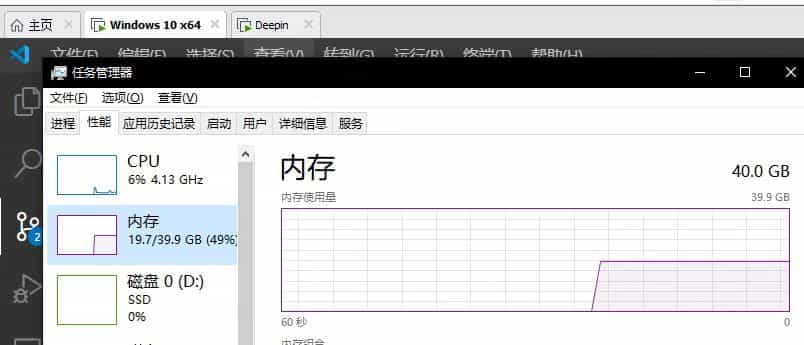 主页 Windows 10 x64 Deepin
文件(F) 编辑(E) 选择(S) 查看(V) 转到(G) 运行(R) 终端(T) 帮助(H)
任务管理器
文件(F) 选项(O) 查看(V)
进程 性能 应用历史记录 启动 用户 详细信息 服务
CPU
6% 4.13 GHz
内存
19.7/39.9 GB (49%)
磁盘 0 (D:)
SSD
0%
内存 40.0 GB
内存使用量 39.9 GB
60 秒 0
内存组合
2